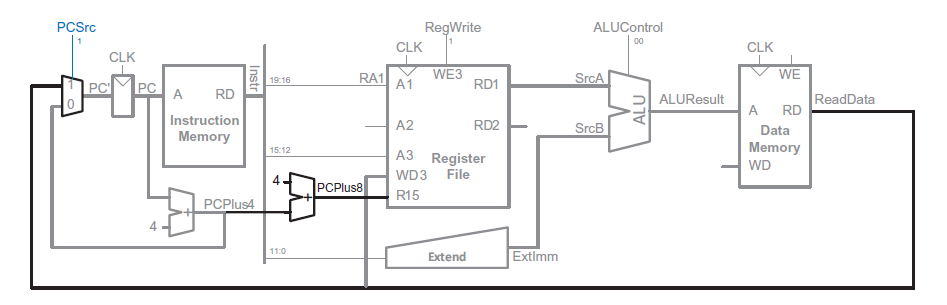 PCSrc
1
CLK
1
0
PC'
PC
A
RD
Instruction
Memory
4
+
PCPlus4
4
+
PCPlus8
Instr
19:16
15:12
11:0
RegWrite
1
CLK
WE3
RA1
A1
RD1
A2
RD2
A3
WD3
R15
Register
File
Extend
ExtImm
ALUControl
00
SrcA
SrcB
ALU
ALUResult
CLK
WE
A
RD
Data
Memory
WD
ReadData